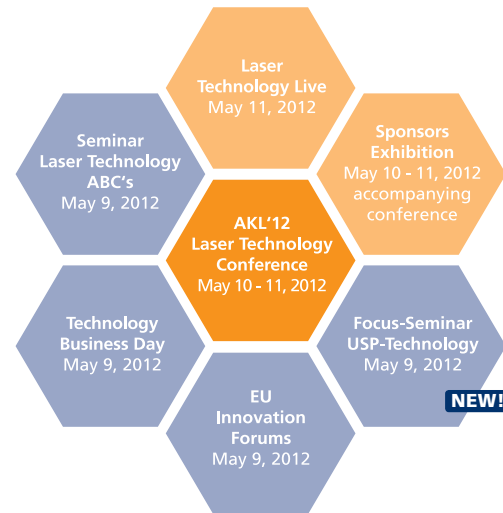 Laser
Technology Live
May 11, 2012
Seminar
Laser Technology
ABC's
May 9, 2012
Sponsors
Exhibition
May 10 - 11, 2012
accompanying
conference
AKL'12
Laser Technology
Conference
May 10 - 11, 2012
Technology
Business Day
May 9, 2012
Focus-Seminar
USP-Technology
May 9, 2012
NEW!
EU
Innovation
Forums
May 9, 2012